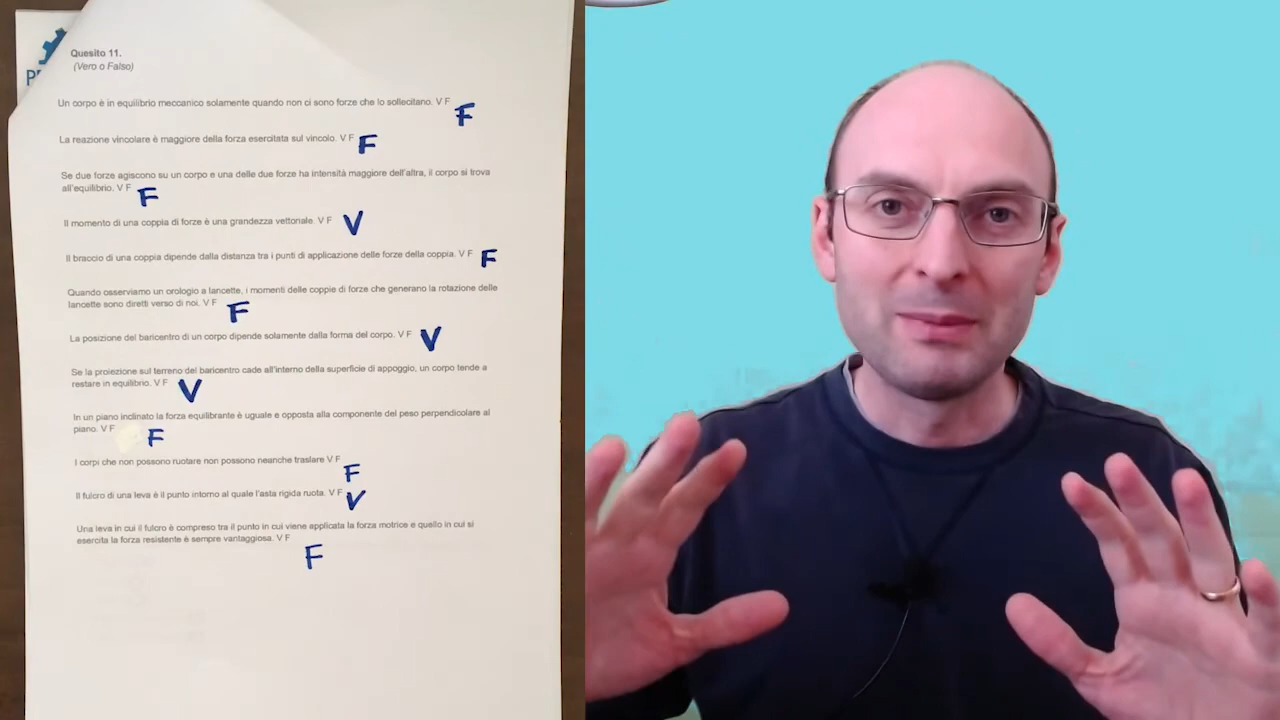 Quesito 11.
(Vero o Falso)
PR
Un corpo è in equilibrio meccanico solamente quando non ci sono forze che lo sollecitano. V F F
La reazione vincolare è maggiore della forza esercitata sul vincolo. V F F
Se due forze agiscono su un corpo e una delle due forze ha intensità maggiore dell'altra, il corpo si trova
all'equilibrio. V F F
Il momento di una coppia di forze è una grandezza vettoriale. V F V
Il braccio di una coppia dipende dalla distanza tra i punti di applicazione delle forze della coppia. V F F
Quando osserviamo un orologio a lancette, i momenti delle coppie di forze che generano la rotazione delle
lancette sono diretti verso di noi. V F F
La posizione del baricentro di un corpo dipende solamente dalla forma del corpo. V F V
Se la proiezione sul terreno del baricentro cade all'interno della superficie di appoggio, un corpo tende a
restare in equilibrio. V F V
In un piano inclinato la forza equilibrante è uguale e opposta alla componente del peso perpendicolare al
piano. V F F
I corpi che non possono ruotare non possono neanche traslare V F F
Il fulcro di una leva è il punto intorno al quale l'asta rigida ruota. V F V
Una leva in cui il fulcro è compreso tra il punto in cui viene applicata la forza motrice e quello in cui si
esercita la forza resistente è sempre vantaggiosa. V F F